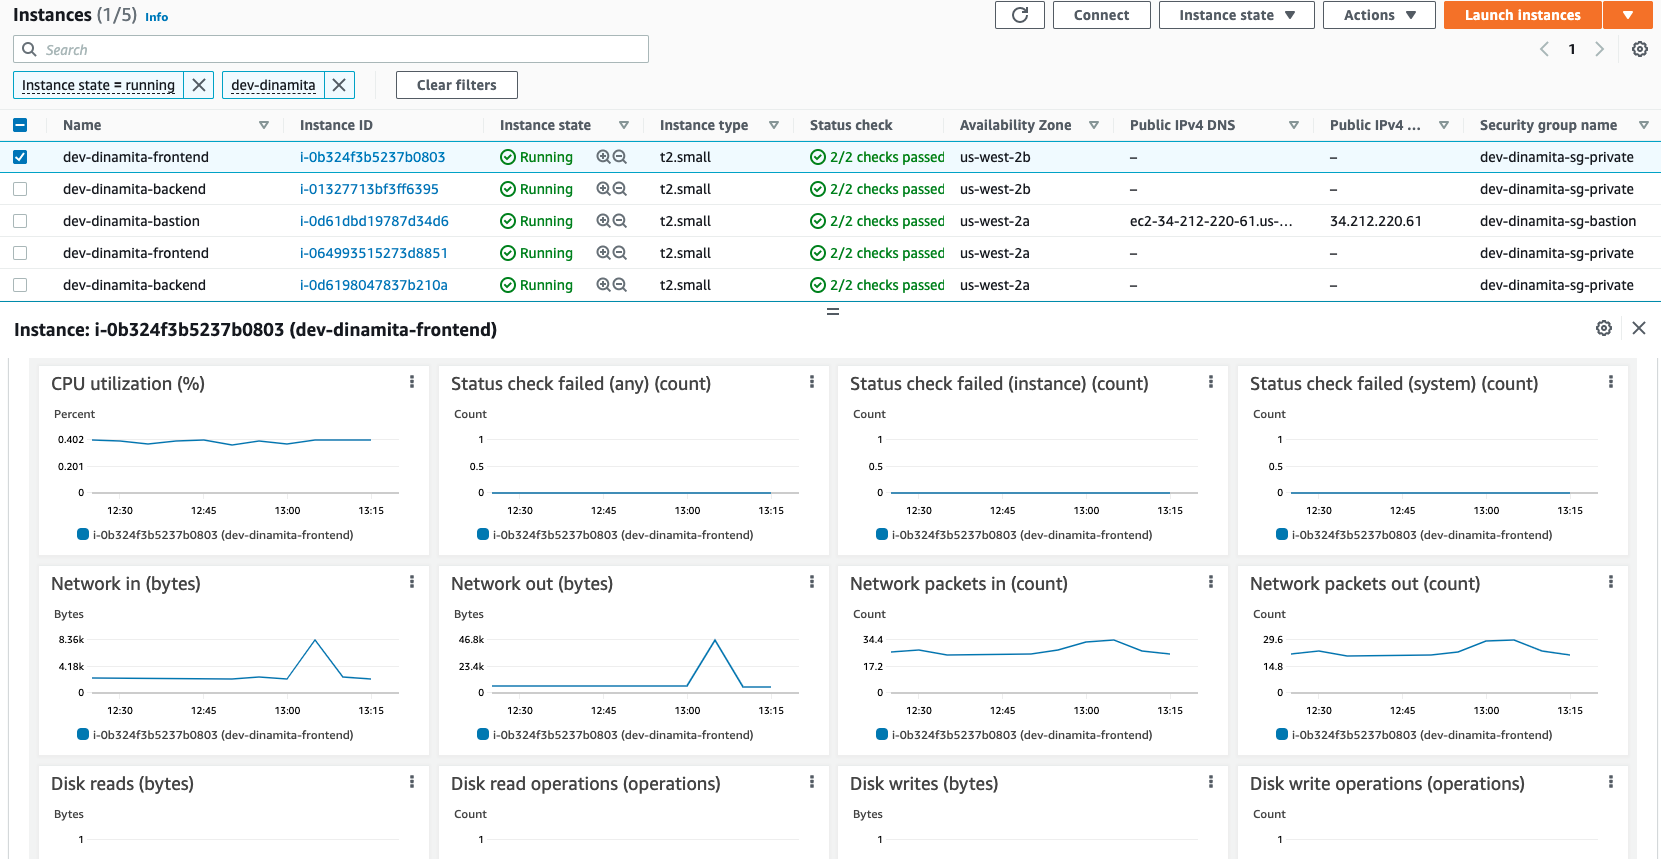 Instances (1/5) Info
Connect Instance state Actions Launch instances
Search
1
Instance state = running dev-dinamita Clear filters
Name Instance ID Instance state Instance type Status check Availability Zone Public IPv4 DNS Public IPv4 ... Security group name
dev-dinamita-frontend i-0b324f3b5237b0803 Running t2.small 2/2 checks passed us-west-2b – – dev-dinamita-sg-private
dev-dinamita-backend i-01327713bf3ff6395 Running t2.small 2/2 checks passed us-west-2b – – dev-dinamita-sg-private
dev-dinamita-bastion i-0d61dbd19787d34d6 Running t2.small 2/2 checks passed us-west-2a ec2-34-212-220-61.us-... 34.212.220.61 dev-dinamita-sg-bastion
dev-dinamita-frontend i-064993515273d8851 Running t2.small 2/2 checks passed us-west-2a – – dev-dinamita-sg-private
dev-dinamita-backend i-0d6198047837b210a Running t2.small 2/2 checks passed us-west-2a – – dev-dinamita-sg-private
Instance: i-0b324f3b5237b0803 (dev-dinamita-frontend)
CPU utilization (%)
Percent
0.402
0.201
0
12:30 12:45 13:00 13:15
i-0b324f3b5237b0803 (dev-dinamita-frontend)
Status check failed (any) (count)
Count
1
0.5
0
12:30 12:45 13:00 13:15
i-0b324f3b5237b0803 (dev-dinamita-frontend)
Status check failed (instance) (count)
Count
1
0.5
0
12:30 12:45 13:00 13:15
i-0b324f3b5237b0803 (dev-dinamita-frontend)
Status check failed (system) (count)
Count
1
0.5
0
12:30 12:45 13:00 13:15
i-0b324f3b5237b0803 (dev-dinamita-frontend)
Network in (bytes)
Bytes
8.36k
4.18k
0
12:30 12:45 13:00 13:15
i-0b324f3b5237b0803 (dev-dinamita-frontend)
Network out (bytes)
Bytes
46.8k
23.4k
0
12:30 12:45 13:00 13:15
i-0b324f3b5237b0803 (dev-dinamita-frontend)
Network packets in (count)
Count
34.4
17.2
0
12:30 12:45 13:00 13:15
i-0b324f3b5237b0803 (dev-dinamita-frontend)
Network packets out (count)
Count
29.6
14.8
0
12:30 12:45 13:00 13:15
i-0b324f3b5237b0803 (dev-dinamita-frontend)
Disk reads (bytes)
Bytes
1
Disk read operations (operations)
Count
1
Disk writes (bytes)
Bytes
1
Disk write operations (operations)
Count
1